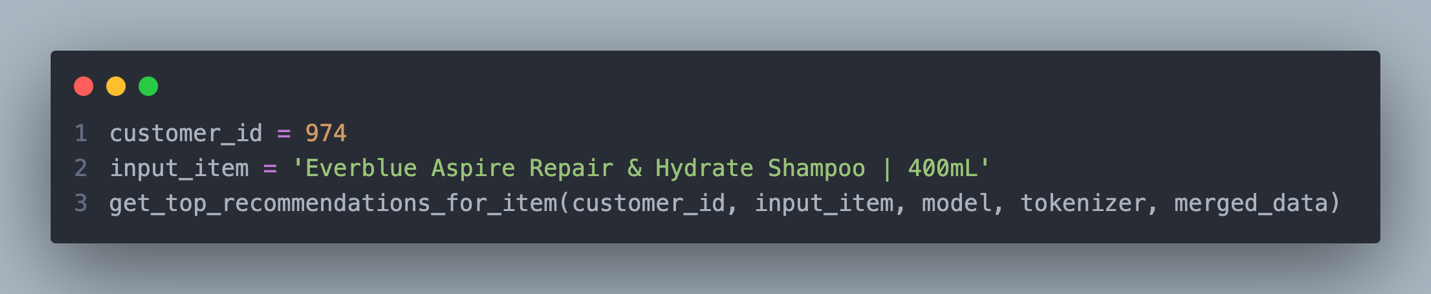 1 customer_id = 974
2 input_item = 'Everblue Aspire Repair & Hydrate Shampoo | 400mL'
3 get_top_recommendations_for_item(customer_id, input_item, model, tokenizer, merged_data)